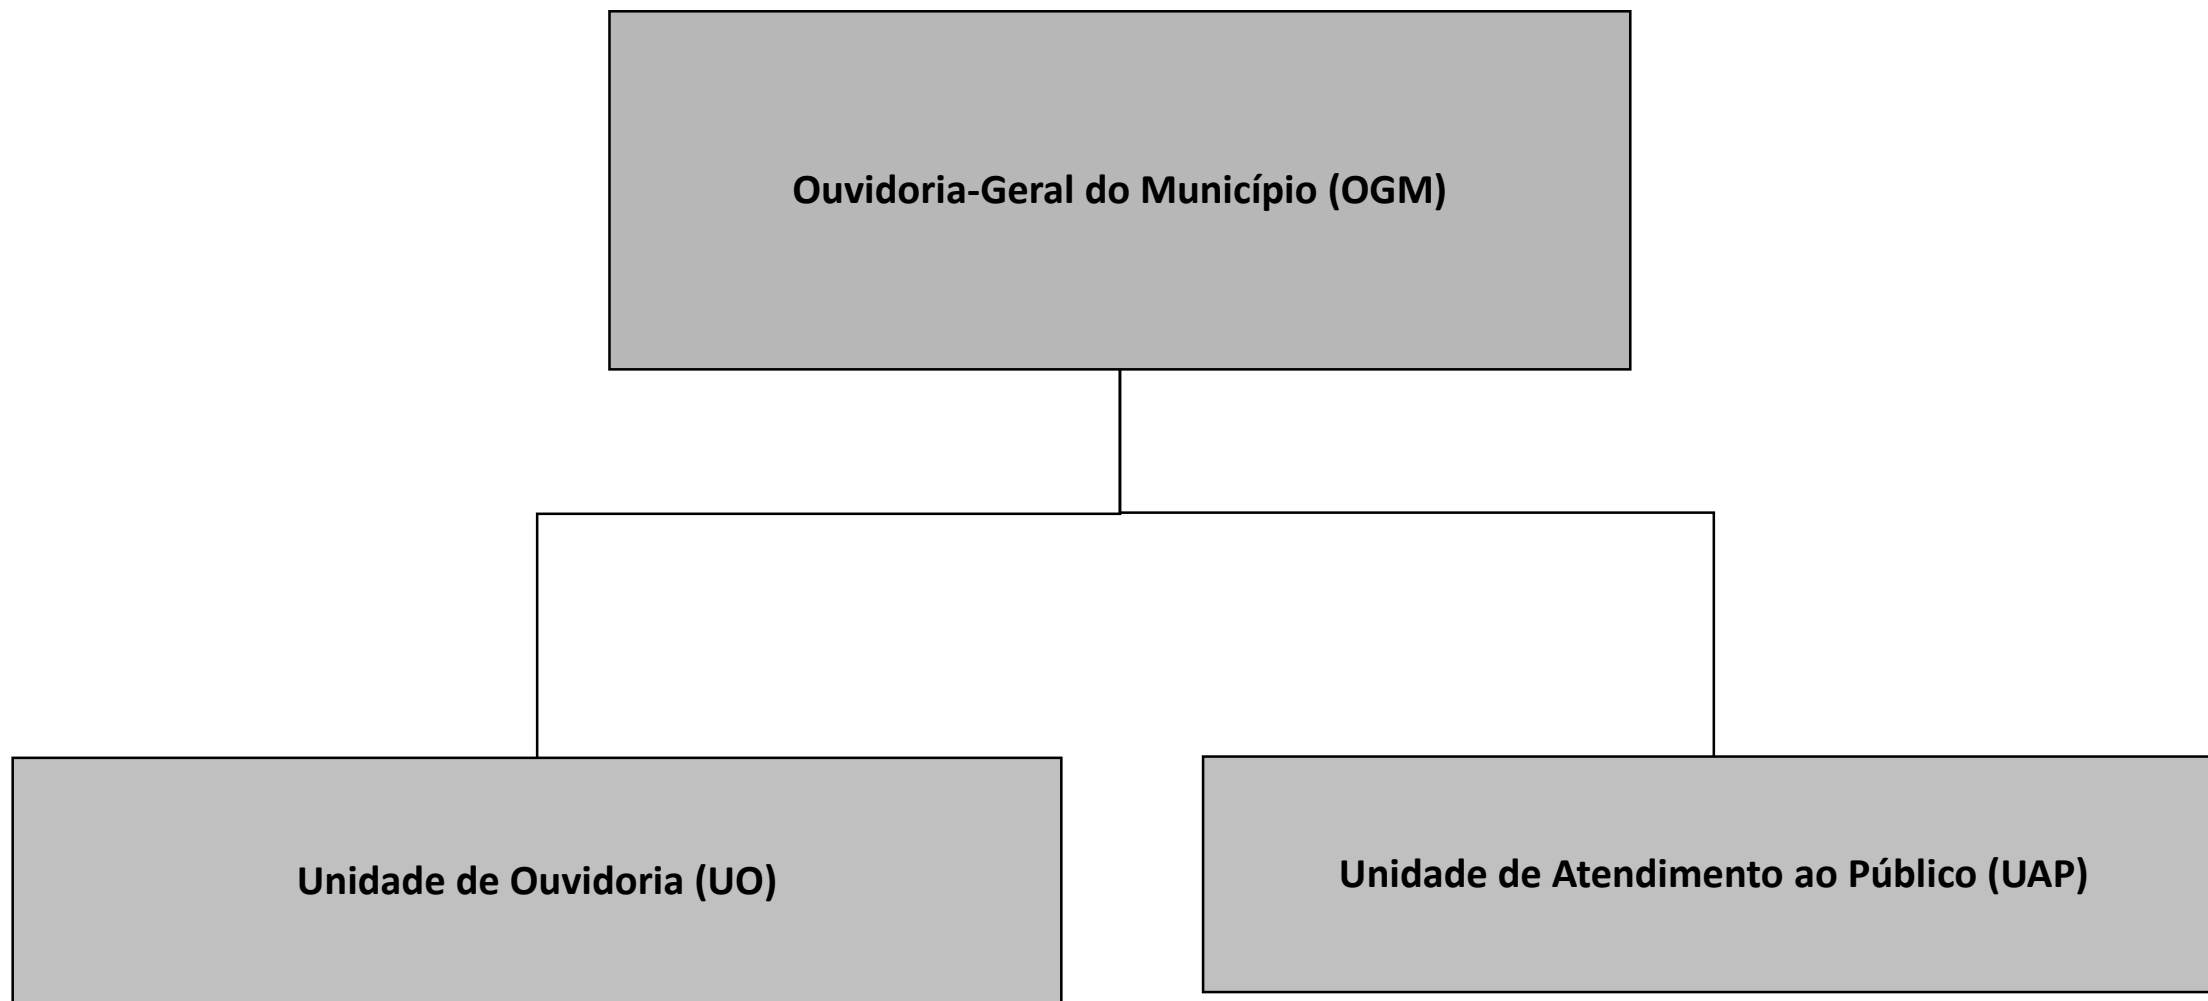 Ouvidoria-Geral do Município (OGM)
Unidade de Ouvidoria (UO)
Unidade de Atendimento ao Público (UAP)